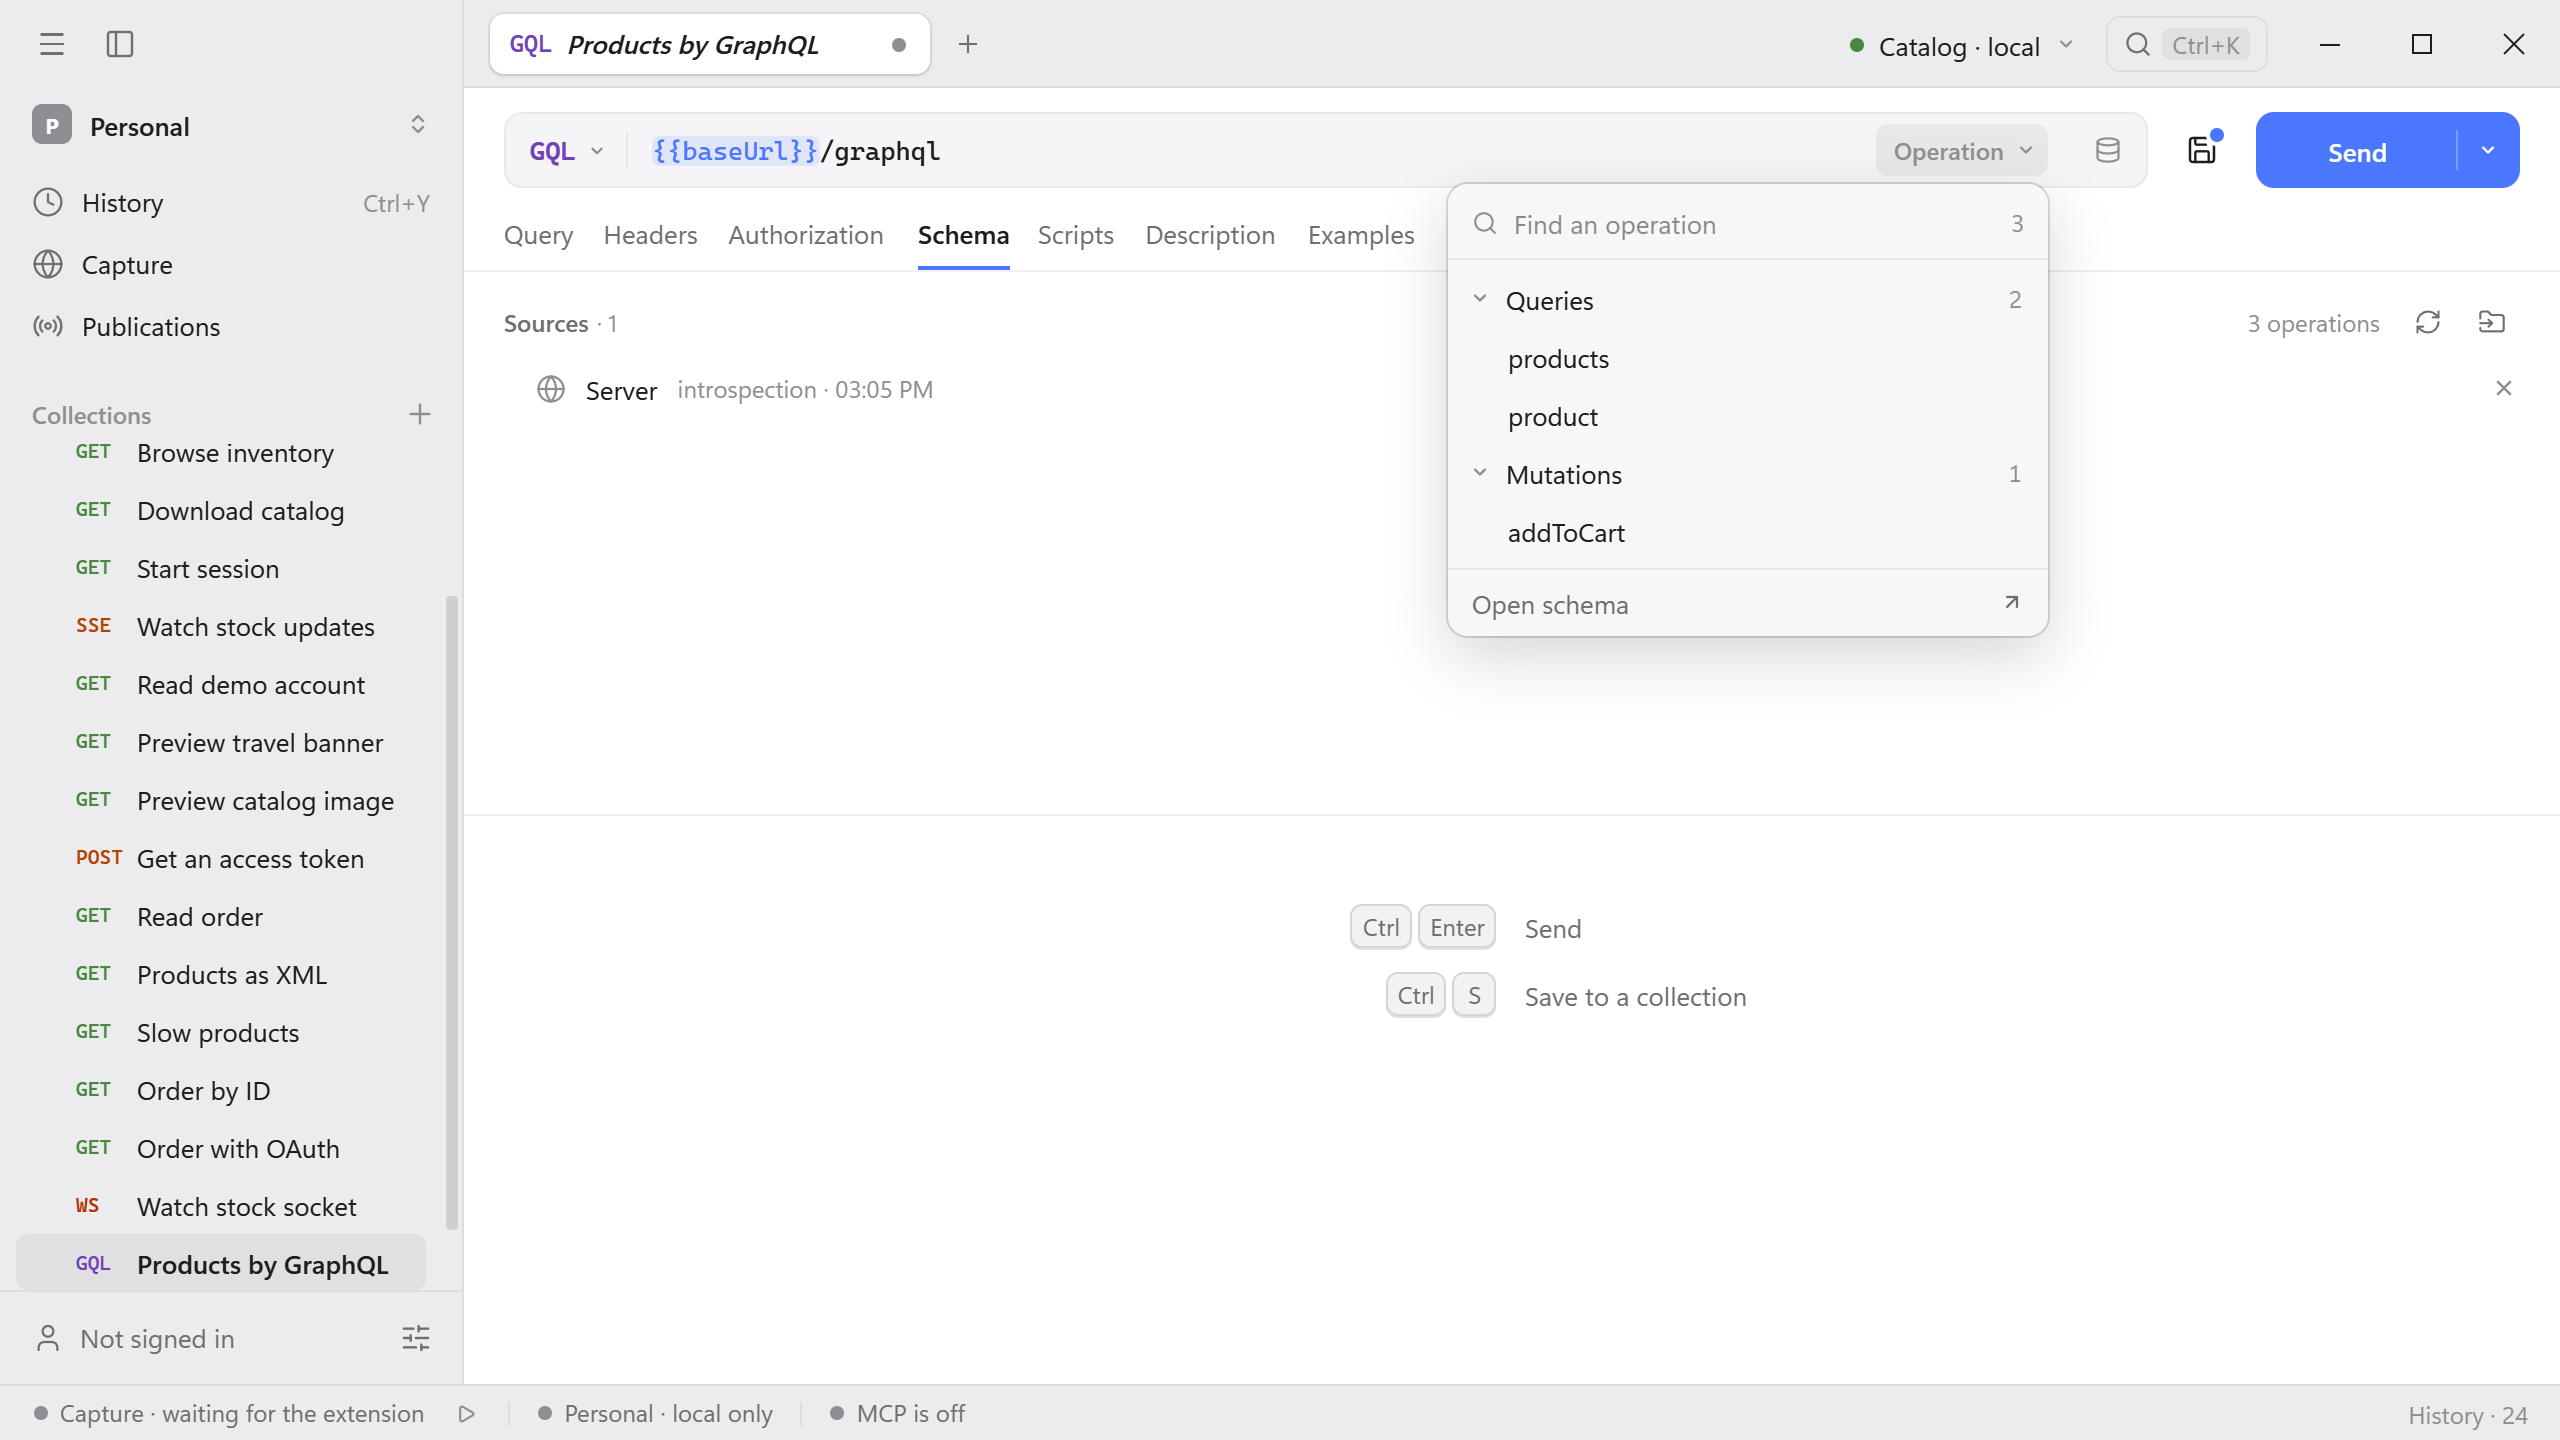 GQL Products by GraphQL
Catalog · local
Ctrl+K
P Personal
History Ctrl+Y
Capture
Publications
Collections
GET Browse inventory
GET Download catalog
GET Start session
SSE Watch stock updates
GET Read demo account
GET Preview travel banner
GET Preview catalog image
POST Get an access token
GET Read order
GET Products as XML
GET Slow products
GET Order by ID
GET Order with OAuth
WS Watch stock socket
GQL Products by GraphQL
Not signed in
GQL {{baseUrl}}/graphql
Operation
Send
Query Headers Authorization Schema Scripts Description Examples
Sources · 1
3 operations
Server introspection · 03:05 PM
Find an operation 3
Queries 2
products
product
Mutations 1
addToCart
Open schema
Ctrl Enter Send
Ctrl S Save to a collection
Capture · waiting for the extension
Personal · local only
MCP is off
History · 24